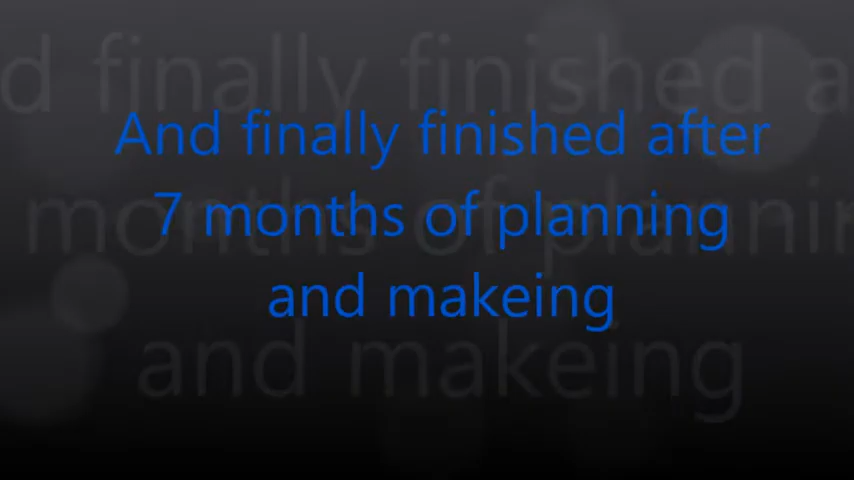 And finally finished after
7 months of planning
and makeing